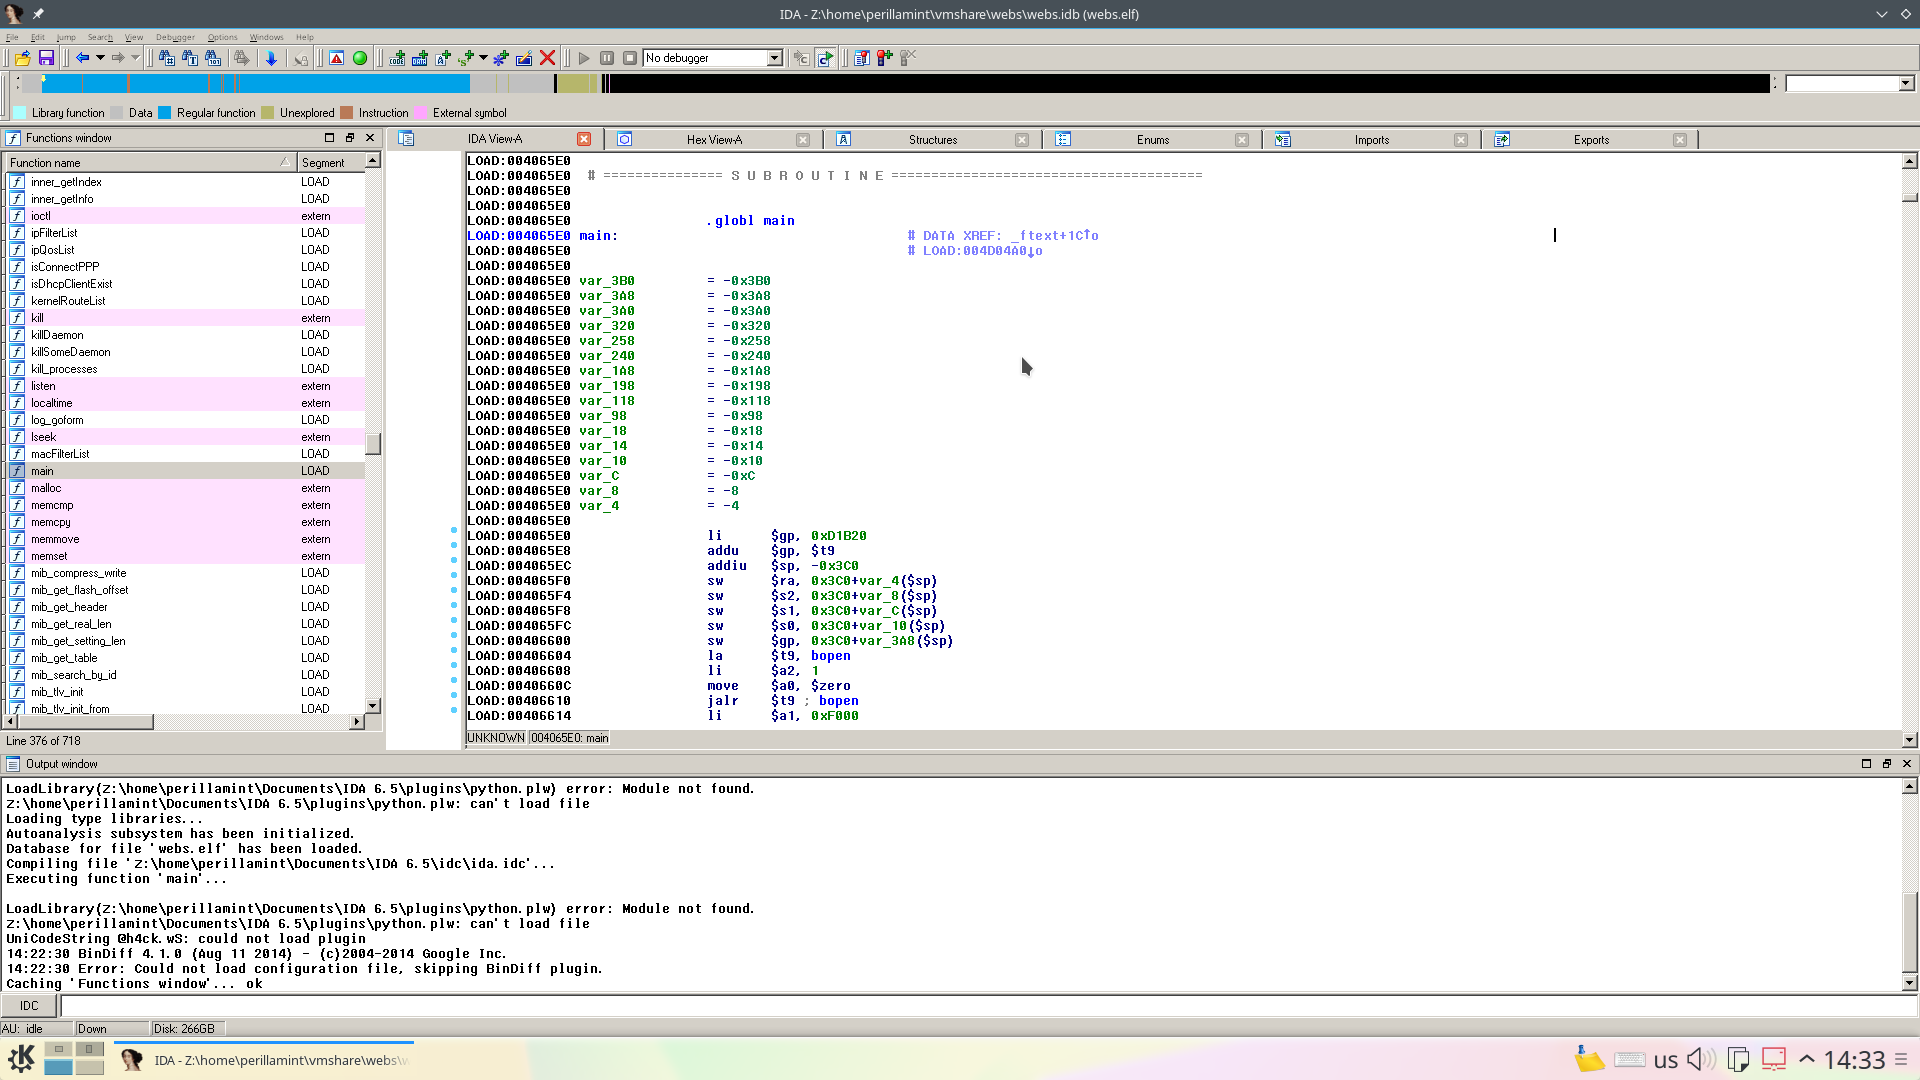 IDA - Z:\home\perillamint\vmshare\webs\webs.idb (webs.elf)
File Edit Jump Search View Debugger Options Windows Help
No debugger
Library function Data Regular function Unexplored Instruction External symbol
Functions window
Function name Segment
inner_getIndex LOAD
inner_getInfo LOAD
ioctl extern
ipFilterList LOAD
ipQosList LOAD
isConnectPPP LOAD
isDhcpClientExist LOAD
kernelRouteList LOAD
kill extern
killDaemon LOAD
killSomeDaemon LOAD
kill_processes LOAD
listen extern
localtime extern
log_goform LOAD
lseek extern
macFilterList LOAD
main LOAD
malloc extern
memcmp extern
memcpy extern
memmove extern
memset extern
mib_compress_write LOAD
mib_get_flash_offset LOAD
mib_get_header LOAD
mib_get_real_len LOAD
mib_get_setting_len LOAD
mib_get_table LOAD
mib_search_by_id LOAD
mib_tlv_init LOAD
mib_tlv_init_from LOAD
Line 376 of 718
IDA View-A Hex View-A Structures Enums Imports Exports
LOAD:004065E0
LOAD:004065E0 # =============== S U B R O U T I N E =======================================
LOAD:004065E0
LOAD:004065E0
LOAD:004065E0 .globl main
LOAD:004065E0 main: # DATA XREF: _ftext+1C↑o
LOAD:004065E0 # LOAD:004D04A0↓o
LOAD:004065E0
LOAD:004065E0 var_3B0 = -0x3B0
LOAD:004065E0 var_3A8 = -0x3A8
LOAD:004065E0 var_3A0 = -0x3A0
LOAD:004065E0 var_320 = -0x320
LOAD:004065E0 var_258 = -0x258
LOAD:004065E0 var_240 = -0x240
LOAD:004065E0 var_1A8 = -0x1A8
LOAD:004065E0 var_198 = -0x198
LOAD:004065E0 var_118 = -0x118
LOAD:004065E0 var_98 = -0x98
LOAD:004065E0 var_18 = -0x18
LOAD:004065E0 var_14 = -0x14
LOAD:004065E0 var_10 = -0x10
LOAD:004065E0 var_C = -0xC
LOAD:004065E0 var_8 = -8
LOAD:004065E0 var_4 = -4
LOAD:004065E0
LOAD:004065E0 li $gp, 0xD1B20
LOAD:004065E8 addu $gp, $t9
LOAD:004065EC addiu $sp, -0x3C0
LOAD:004065F0 sw $ra, 0x3C0+var_4($sp)
LOAD:004065F4 sw $s2, 0x3C0+var_8($sp)
LOAD:004065F8 sw $s1, 0x3C0+var_C($sp)
LOAD:004065FC sw $s0, 0x3C0+var_10($sp)
LOAD:00406600 sw $gp, 0x3C0+var_3A8($sp)
LOAD:00406604 la $t9, bopen
LOAD:00406608 li $a2, 1
LOAD:0040660C move $a0, $zero
LOAD:00406610 jalr $t9 ; bopen
LOAD:00406614 li $a1, 0xF000
UNKNOWN 004065E0: main
Output window
LoadLibrary(Z:\home\perillamint\Documents\IDA 6.5\plugins\python.plw) error: Module not found.
Z:\home\perillamint\Documents\IDA 6.5\plugins\python.plw: can't load file
Loading type libraries...
Autoanalysis subsystem has been initialized.
Database for file 'webs.elf' has been loaded.
Compiling file 'Z:\home\perillamint\Documents\IDA 6.5\idc\ida.idc'...
Executing function 'main'...
LoadLibrary(Z:\home\perillamint\Documents\IDA 6.5\plugins\python.plw) error: Module not found.
Z:\home\perillamint\Documents\IDA 6.5\plugins\python.plw: can't load file
UniCodeString @h4ck.wS: could not load plugin
14:22:30 BinDiff 4.1.0 (Aug 11 2014) - (c)2004-2014 Google Inc.
14:22:30 Error: Could not load configuration file, skipping BinDiff plugin.
Caching 'Functions window'... ok
IDC
AU: idle Down Disk: 266GB
IDA - Z:\home\perillamint\vmshare\webs\w
us 14:33